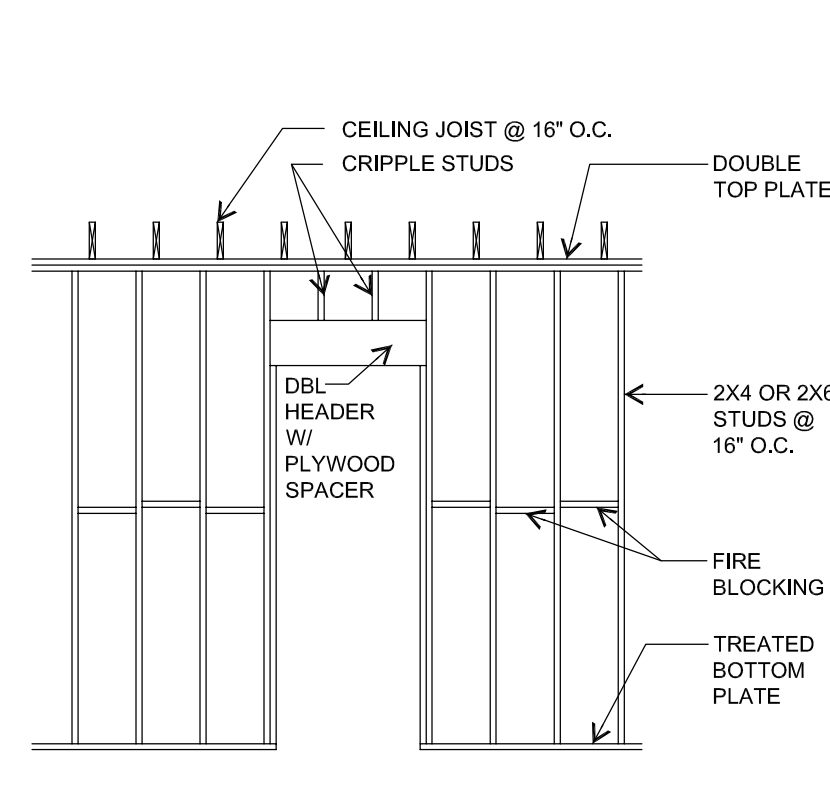 CEILING JOIST @ 16" O.C.
CRIPPLE STUDS
DOUBLE
TOP PLATE
DBL
HEADER
W/
PLYWOOD
SPACER
2X4 OR 2X6
STUDS @
16" O.C.
FIRE
BLOCKING
TREATED
BOTTOM
PLATE